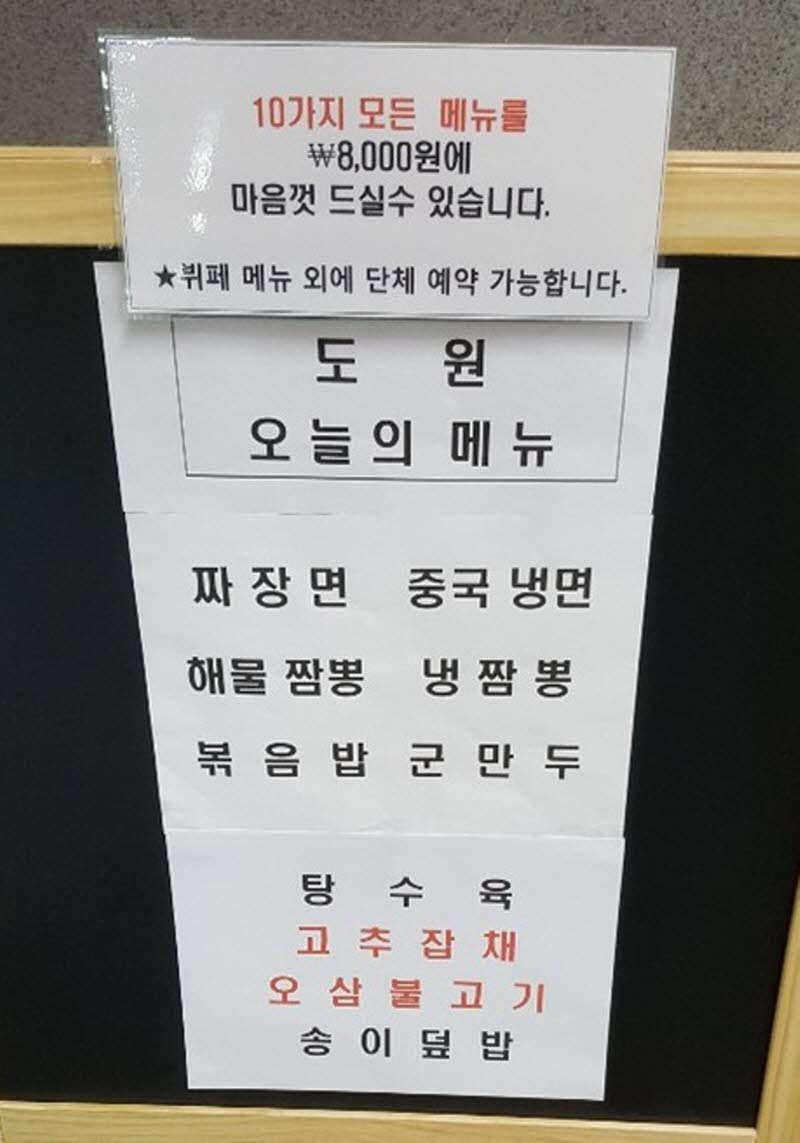 10가지 모든 메뉴를
₩8,000원에
마음껏 드실수 있습니다.
★뷔페 메뉴 외에 단체 예약 가능합니다.
도 원
오늘의 메뉴
짜장면 중국 냉면
해물 짬뽕 냉짬뽕
볶음밥 군만두
탕수육
고추잡채
오삼불고기
송이덮밥